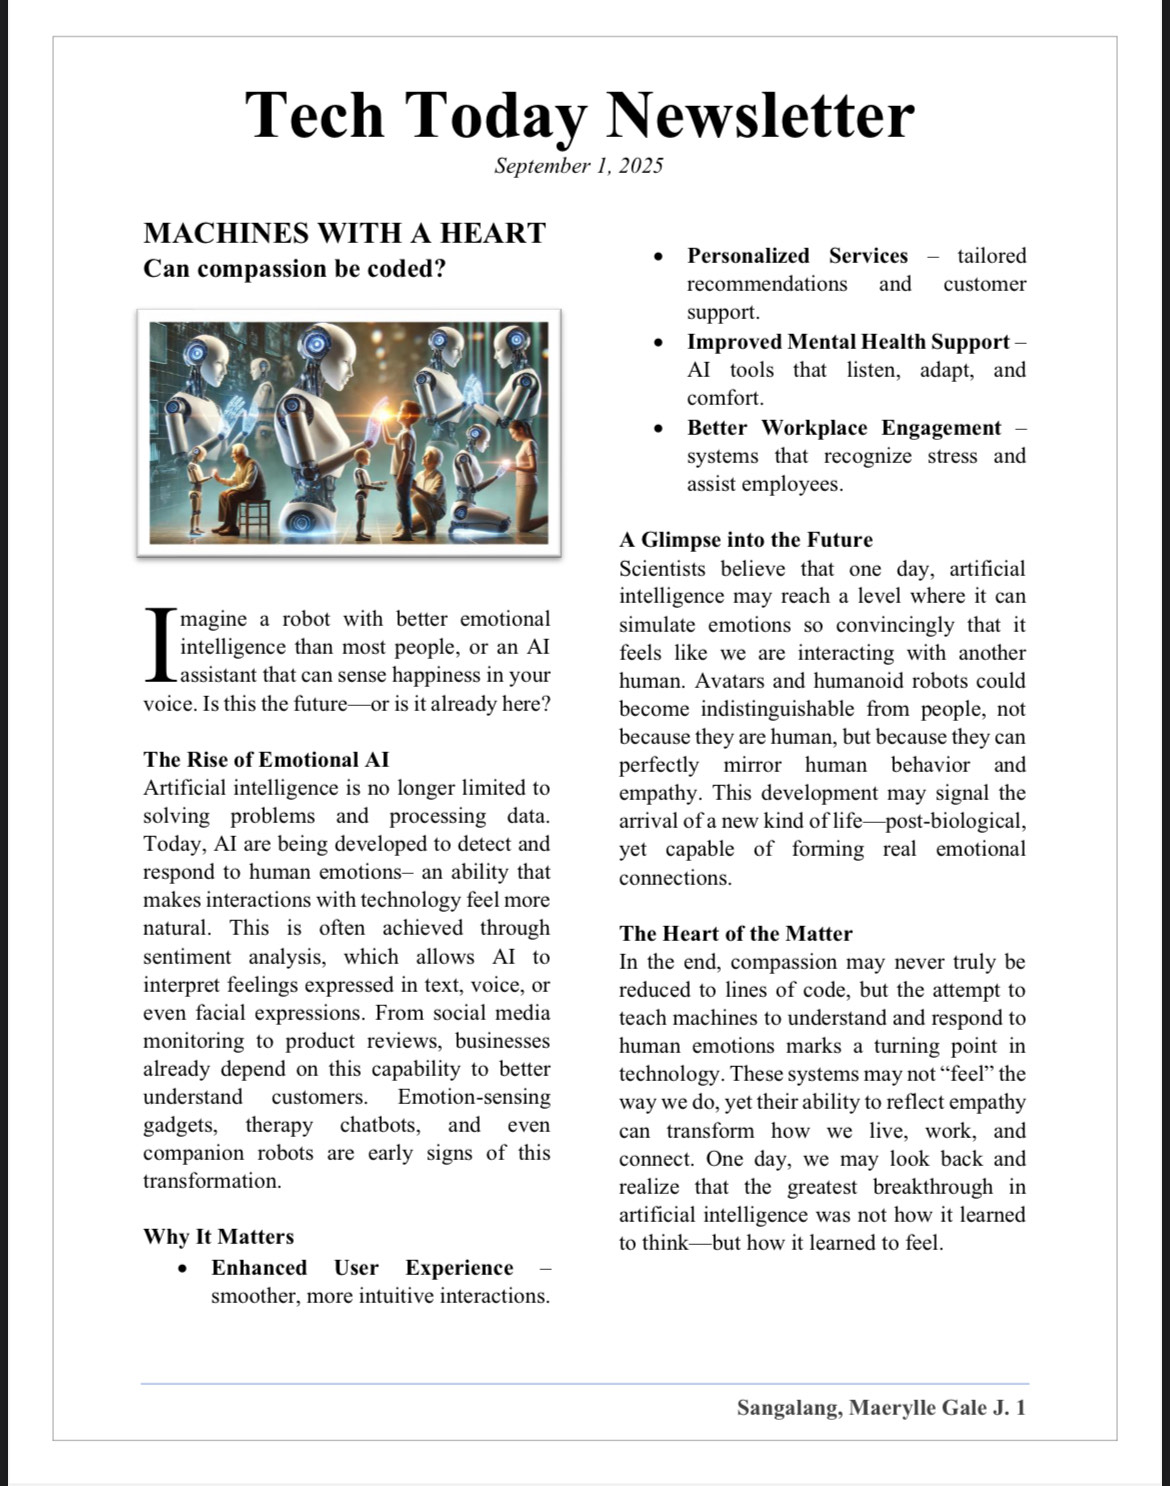 Tech Today Newsletter
September 1, 2025
MACHINES WITH A HEART
Can compassion be coded?
Imagine a robot with better emotional
intelligence than most people, or an AI
assistant that can sense happiness in your
voice. Is this the future—or is it already here?
The Rise of Emotional AI
Artificial intelligence is no longer limited to
solving problems and processing data.
Today, AI are being developed to detect and
respond to human emotions– an ability that
makes interactions with technology feel more
natural. This is often achieved through
sentiment analysis, which allows AI to
interpret feelings expressed in text, voice, or
even facial expressions. From social media
monitoring to product reviews, businesses
already depend on this capability to better
understand customers. Emotion-sensing
gadgets, therapy chatbots, and even
companion robots are early signs of this
transformation.
Why It Matters
• Enhanced User Experience –
smoother, more intuitive interactions.
• Personalized Services – tailored
recommendations and customer
support.
• Improved Mental Health Support –
AI tools that listen, adapt, and
comfort.
• Better Workplace Engagement –
systems that recognize stress and
assist employees.
A Glimpse into the Future
Scientists believe that one day, artificial
intelligence may reach a level where it can
simulate emotions so convincingly that it
feels like we are interacting with another
human. Avatars and humanoid robots could
become indistinguishable from people, not
because they are human, but because they can
perfectly mirror human behavior and
empathy. This development may signal the
arrival of a new kind of life—post-biological,
yet capable of forming real emotional
connections.
The Heart of the Matter
In the end, compassion may never truly be
reduced to lines of code, but the attempt to
teach machines to understand and respond to
human emotions marks a turning point in
technology. These systems may not “feel” the
way we do, yet their ability to reflect empathy
can transform how we live, work, and
connect. One day, we may look back and
realize that the greatest breakthrough in
artificial intelligence was not how it learned
to think—but how it learned to feel.
Sangalang, Maerylle Gale J. 1